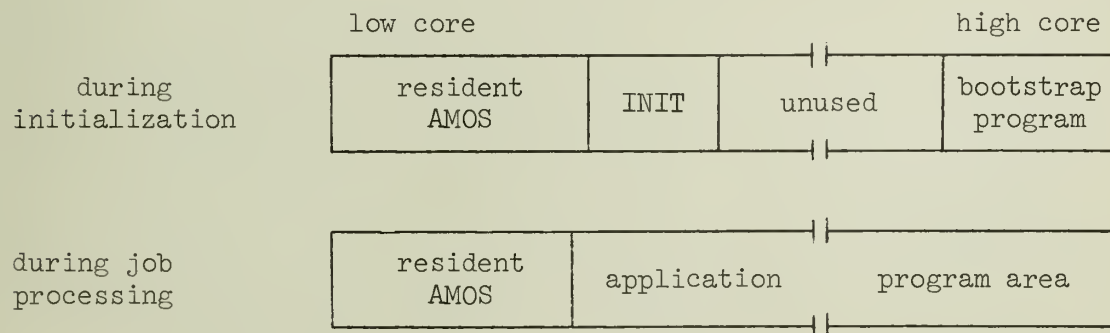 low core high core
during initialization
resident AMOS
INIT
unused
bootstrap program
during job processing
resident AMOS
application program area